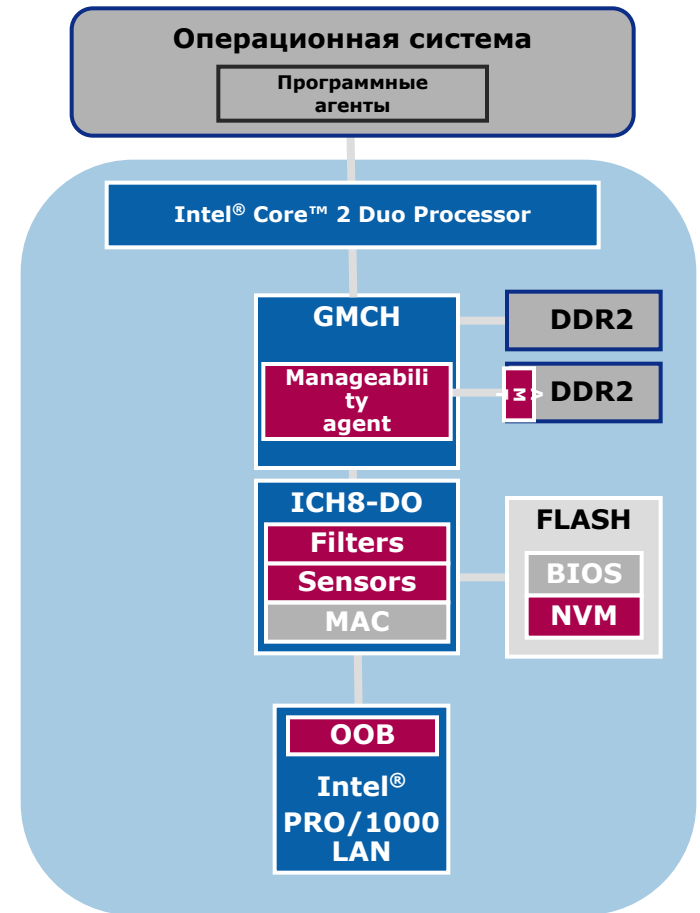 Операционная система
Программные
агенты
Intel® Core™ 2 Duo Processor
GMCH
DDR2
Manageabili
ty
agent
DDR2
ICH8-DO
Filters
Sensors
MAC
FLASH
BIOS
NVM
OOB
Intel®
PRO/1000
LAN